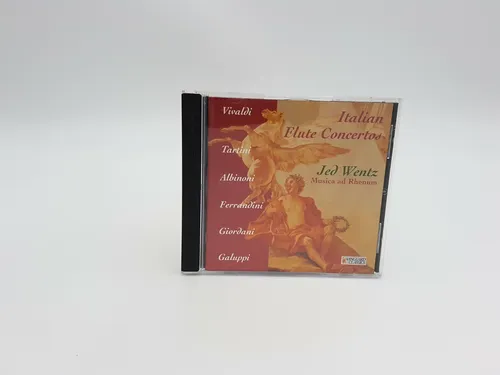 Vivaldi
Tartini
Albinoni
Ferrandini
Giordani
Galuppi
Italian
Flute Concertos
Jed Wentz
Musica ad Rhenum